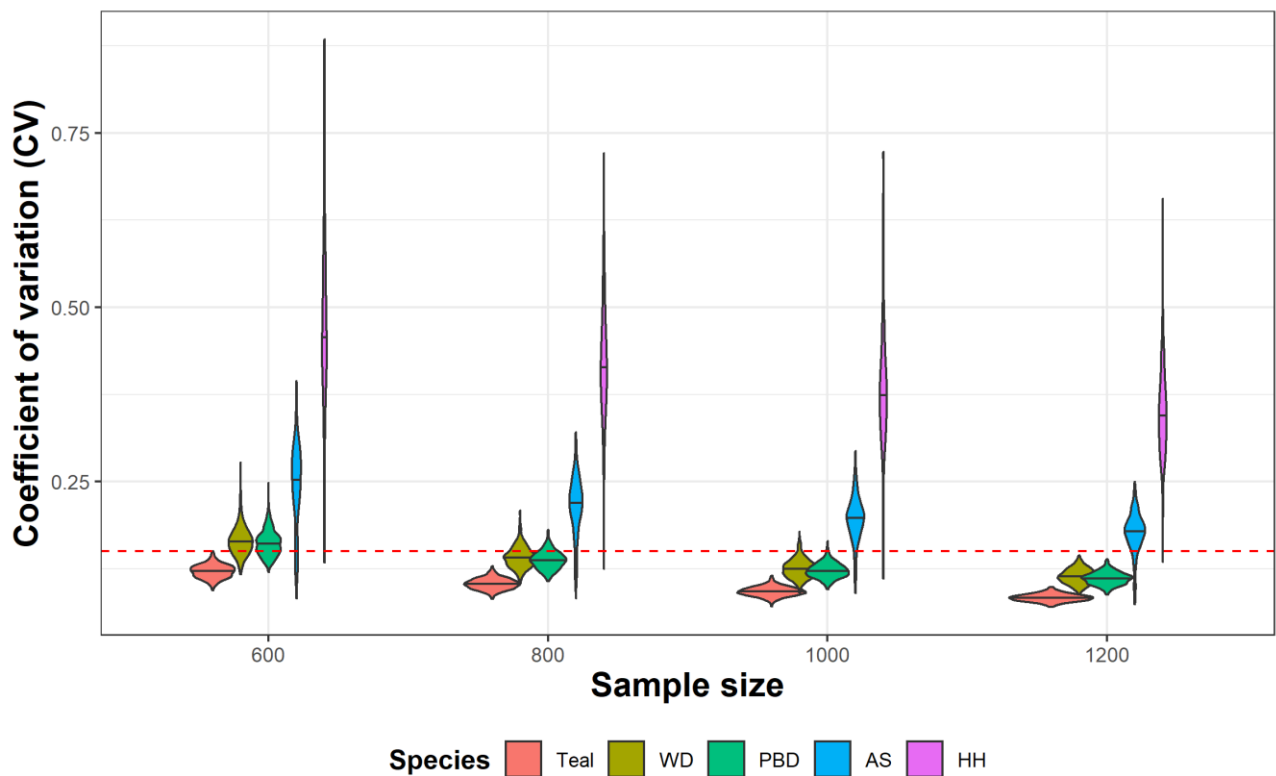 Coefficient of variation (CV)
0.75
0.50
0.25
600 800 1000 1200
Sample size
Species Teal WD PBD AS HH